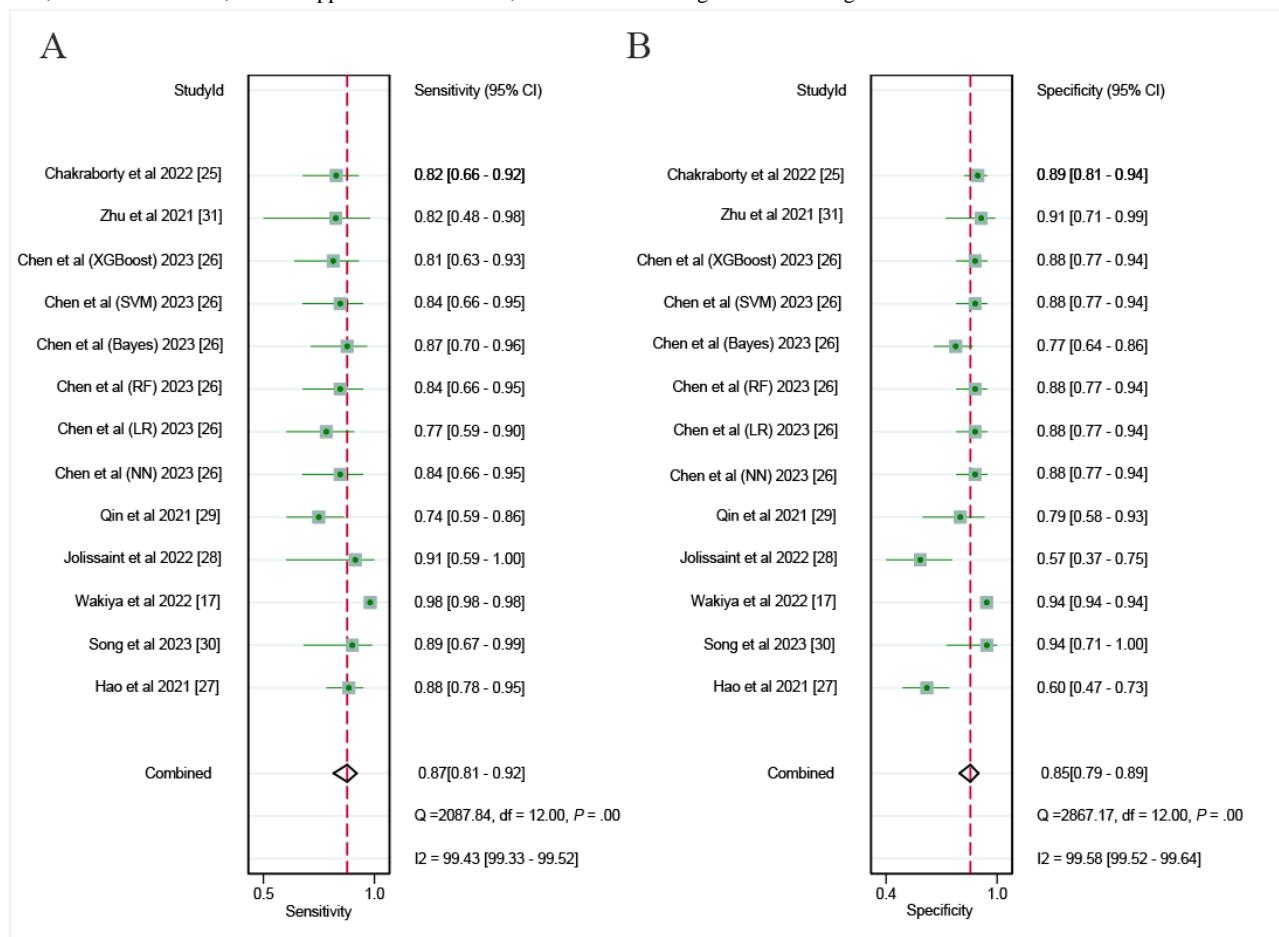 A
StudyId Sensitivity (95% CI)
Chakraborty et al 2022 [25] 0.82 [0.66 - 0.92]
Zhu et al 2021 [31] 0.82 [0.48 - 0.98]
Chen et al (XGBoost) 2023 [26] 0.81 [0.63 - 0.93]
Chen et al (SVM) 2023 [26] 0.84 [0.66 - 0.95]
Chen et al (Bayes) 2023 [26] 0.87 [0.70 - 0.96]
Chen et al (RF) 2023 [26] 0.84 [0.66 - 0.95]
Chen et al (LR) 2023 [26] 0.77 [0.59 - 0.90]
Chen et al (NN) 2023 [26] 0.84 [0.66 - 0.95]
Qin et al 2021 [29] 0.74 [0.59 - 0.86]
Jolissaint et al 2022 [28] 0.91 [0.59 - 1.00]
Wakiya et al 2022 [17] 0.98 [0.98 - 0.98]
Song et al 2023 [30] 0.89 [0.67 - 0.99]
Hao et al 2021 [27] 0.88 [0.78 - 0.95]
Combined 0.87[0.81 - 0.92]
Q =2087.84, df = 12.00, P = .00
I2 = 99.43 [99.33 - 99.52]
0.5 1.0
Sensitivity
B
StudyId Specificity (95% CI)
Chakraborty et al 2022 [25] 0.89 [0.81 - 0.94]
Zhu et al 2021 [31] 0.91 [0.71 - 0.99]
Chen et al (XGBoost) 2023 [26] 0.88 [0.77 - 0.94]
Chen et al (SVM) 2023 [26] 0.88 [0.77 - 0.94]
Chen et al (Bayes) 2023 [26] 0.77 [0.64 - 0.86]
Chen et al (RF) 2023 [26] 0.88 [0.77 - 0.94]
Chen et al (LR) 2023 [26] 0.88 [0.77 - 0.94]
Chen et al (NN) 2023 [26] 0.88 [0.77 - 0.94]
Qin et al 2021 [29] 0.79 [0.58 - 0.93]
Jolissaint et al 2022 [28] 0.57 [0.37 - 0.75]
Wakiya et al 2022 [17] 0.94 [0.94 - 0.94]
Song et al 2023 [30] 0.94 [0.71 - 1.00]
Hao et al 2021 [27] 0.60 [0.47 - 0.73]
Combined 0.85[0.79 - 0.89]
Q =2867.17, df = 12.00, P = .00
I2 = 99.58 [99.52 - 99.64]
0.4 1.0
Specificity